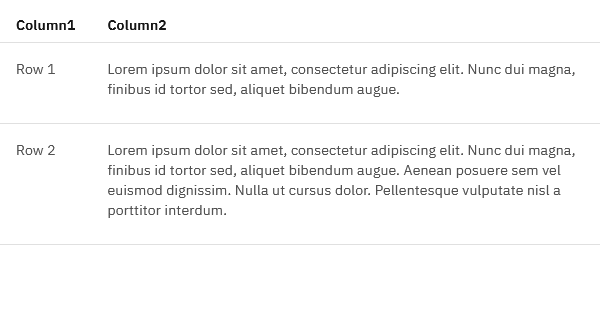 Column1 Column2
Row 1 Lorem ipsum dolor sit amet, consectetur adipiscing elit. Nunc dui magna,
finibus id tortor sed, aliquet bibendum augue.
Row 2 Lorem ipsum dolor sit amet, consectetur adipiscing elit. Nunc dui magna,
finibus id tortor sed, aliquet bibendum augue. Aenean posuere sem vel
euismod dignissim. Nulla ut cursus dolor. Pellentesque vulputate nisl a
porttitor interdum.